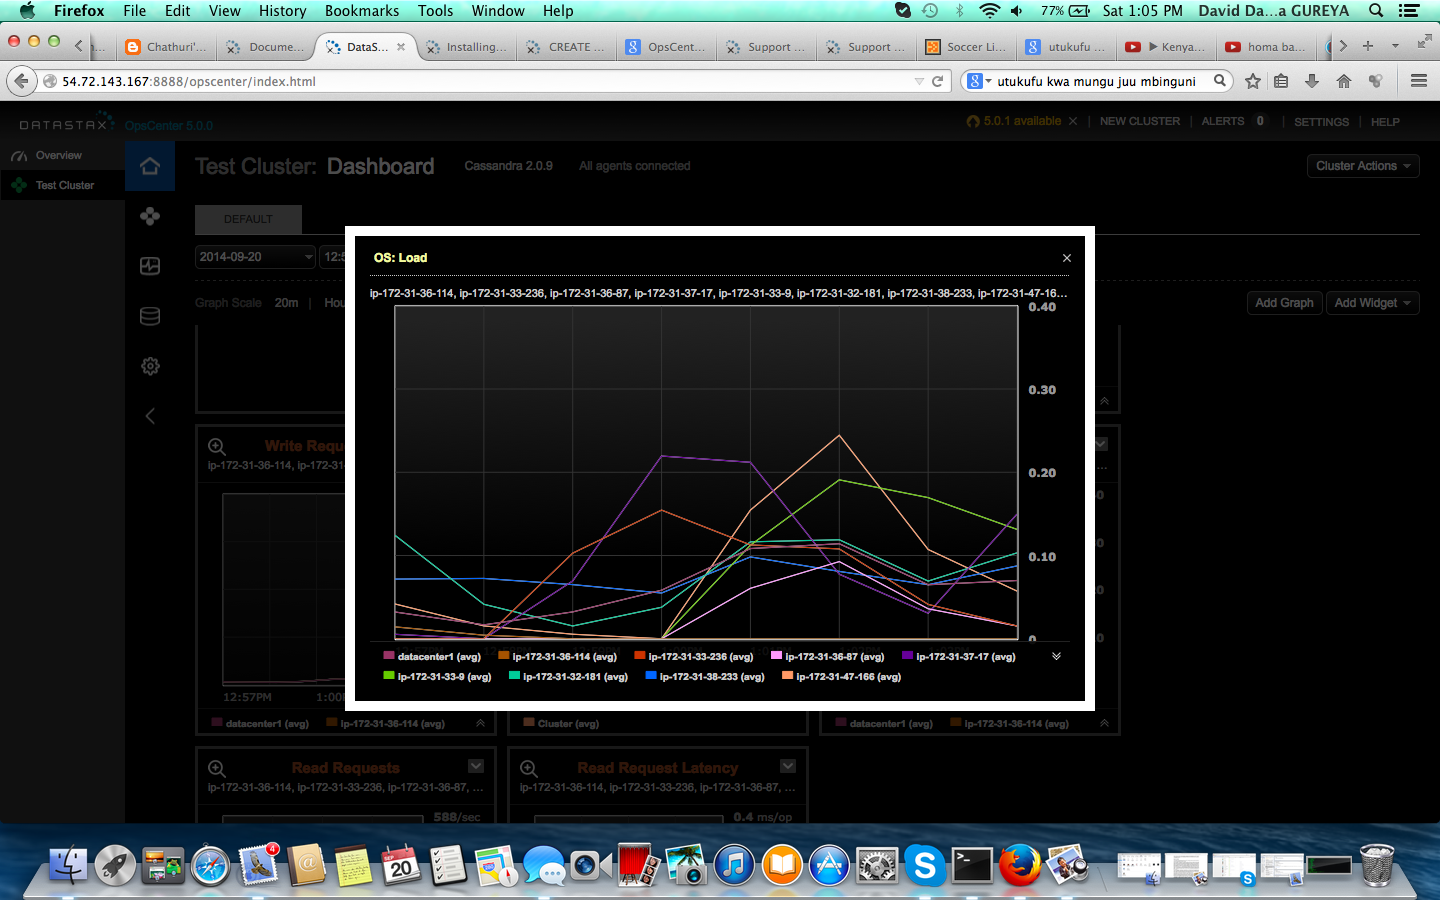 Firefox File Edit View History Bookmarks Tools Window Help 77% Sat 1:05 PM David Da...a GUREYA
Chathuri'... Docume... DataS... Installing... CREATE ... OpsCent... Support ... Support ... Soccer Li... utukufu ... ▶ Kenya... homa ba...
54.72.143.167:8888/opscenter/index.html utukufu kwa mungu juu mbinguni
DATASTAX OpsCenter 5.0.0 5.0.1 available × | NEW CLUSTER | ALERTS 0 | SETTINGS | HELP
Overview
Test Cluster
Test Cluster: Dashboard Cassandra 2.0.9 All agents connected Cluster Actions
DEFAULT
2014-09-20 12:5
Graph Scale 20m | Hou
Add Graph Add Widget
OS: Load ×
ip-172-31-36-114, ip-172-31-33-236, ip-172-31-36-87, ip-172-31-37-17, ip-172-31-33-9, ip-172-31-32-181, ip-172-31-38-233, ip-172-31-47-16...
0.40
0.30
0.20
0.10
0
datacenter1 (avg) ip-172-31-36-114 (avg) ip-172-31-33-236 (avg) ip-172-31-36-87 (avg) ip-172-31-37-17 (avg)
ip-172-31-33-9 (avg) ip-172-31-32-181 (avg) ip-172-31-38-233 (avg) ip-172-31-47-166 (avg)
Write Requ
ip-172-31-36-114, ip-172-31
12:57PM 1:00
datacenter1 (avg) ip-172-31-36-114 (avg)
Cluster (avg)
datacenter1 (avg) ip-172-31-36-114 (avg)
Read Requests
ip-172-31-36-114, ip-172-31-33-236, ip-172-31-36-87, ...
588/sec
Read Request Latency
ip-172-31-36-114, ip-172-31-33-236, ip-172-31-36-87, ...
0.4 ms/op
4
SEP
20